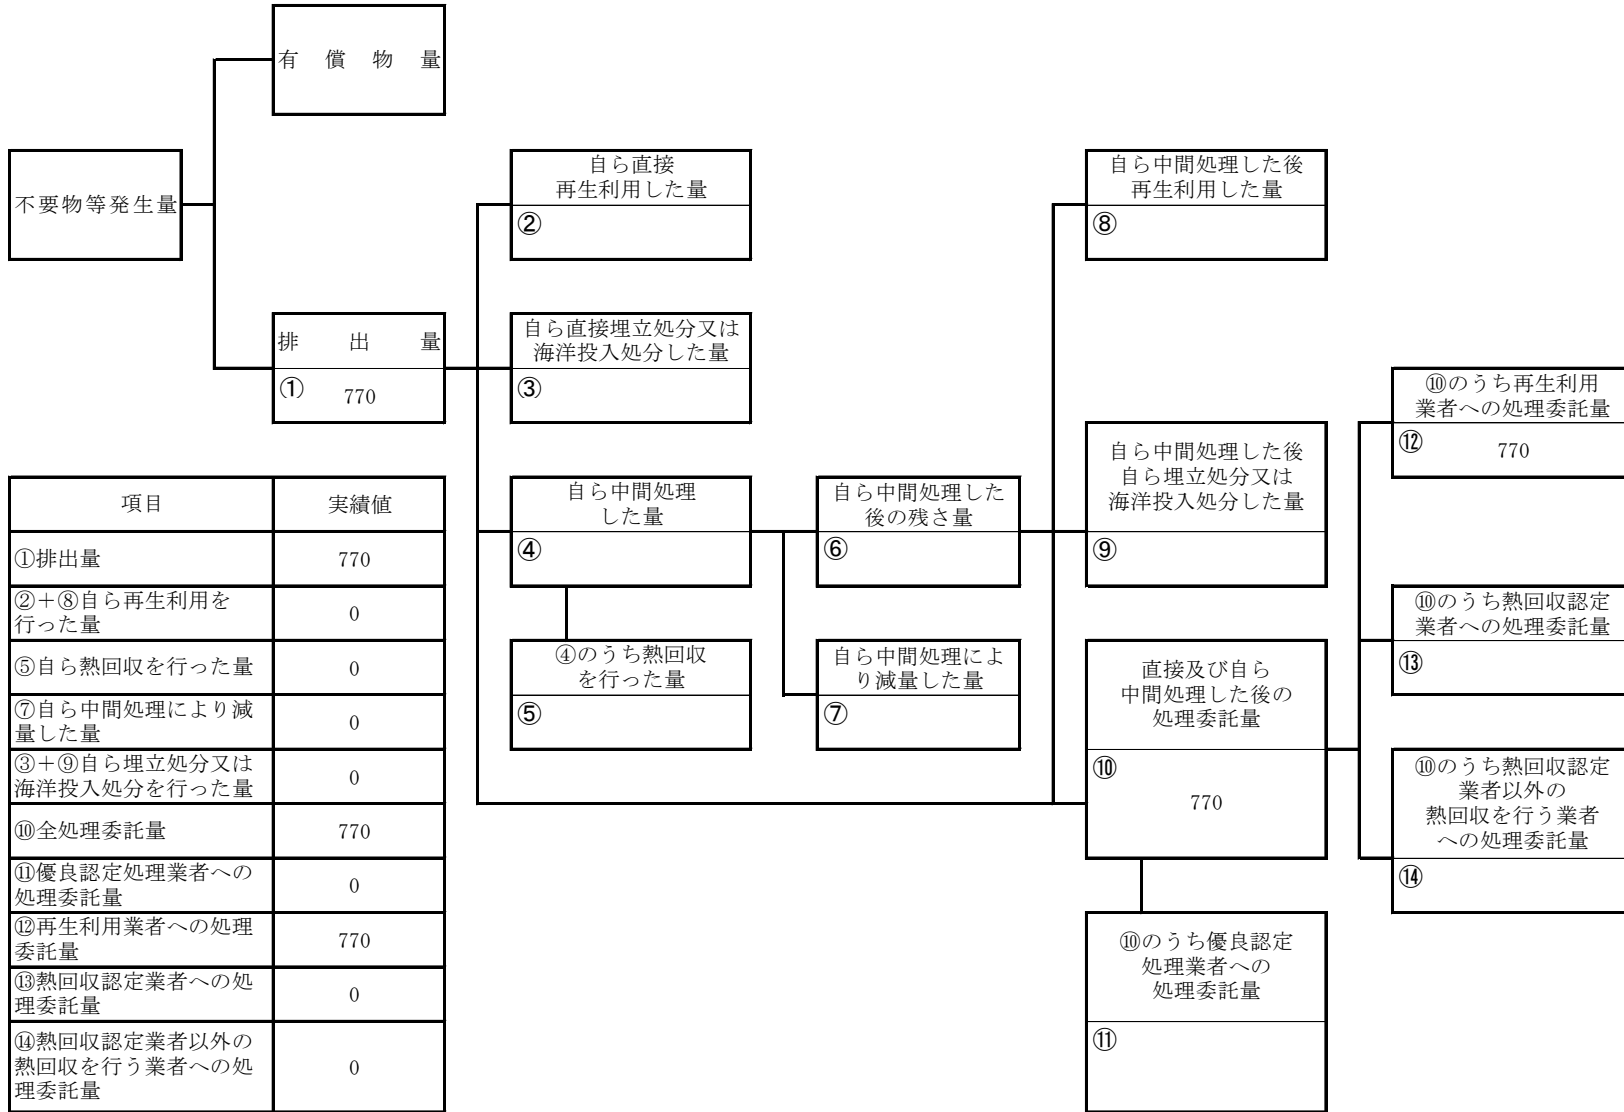 有償物量
不要物等発生量
排出量
①
770
自ら直接
再生利用した量
②
自ら直接埋立処分又は
海洋投入処分した量
③
自ら中間処理
した量
④
④のうち熱回収
を行った量
⑤
自ら中間処理した
後の残さ量
⑥
自ら中間処理によ
り減量した量
⑦
自ら中間処理した後
再生利用した量
⑧
自ら中間処理した後
自ら埋立処分又は
海洋投入処分した量
⑨
直接及び自ら
中間処理した後の
処理委託量
⑩
770
⑩のうち優良認定
処理業者への
処理委託量
⑪
⑩のうち再生利用
業者への処理委託量
⑫
770
⑩のうち熱回収認定
業者への処理委託量
⑬
⑩のうち熱回収認定
業者以外の
熱回収を行う業者
への処理委託量
⑭
項目 実績値
①排出量 770
②+⑧自ら再生利用を
行った量 0
⑤自ら熱回収を行った量 0
⑦自ら中間処理により減
量した量 0
③+⑨自ら埋立処分又は
海洋投入処分を行った量 0
⑩全処理委託量 770
⑪優良認定処理業者への
処理委託量 0
⑫再生利用業者への処理
委託量 770
⑬熱回収認定業者への処
理委託量 0
⑭熱回収認定業者以外の
熱回収を行う業者への処
理委託量 0